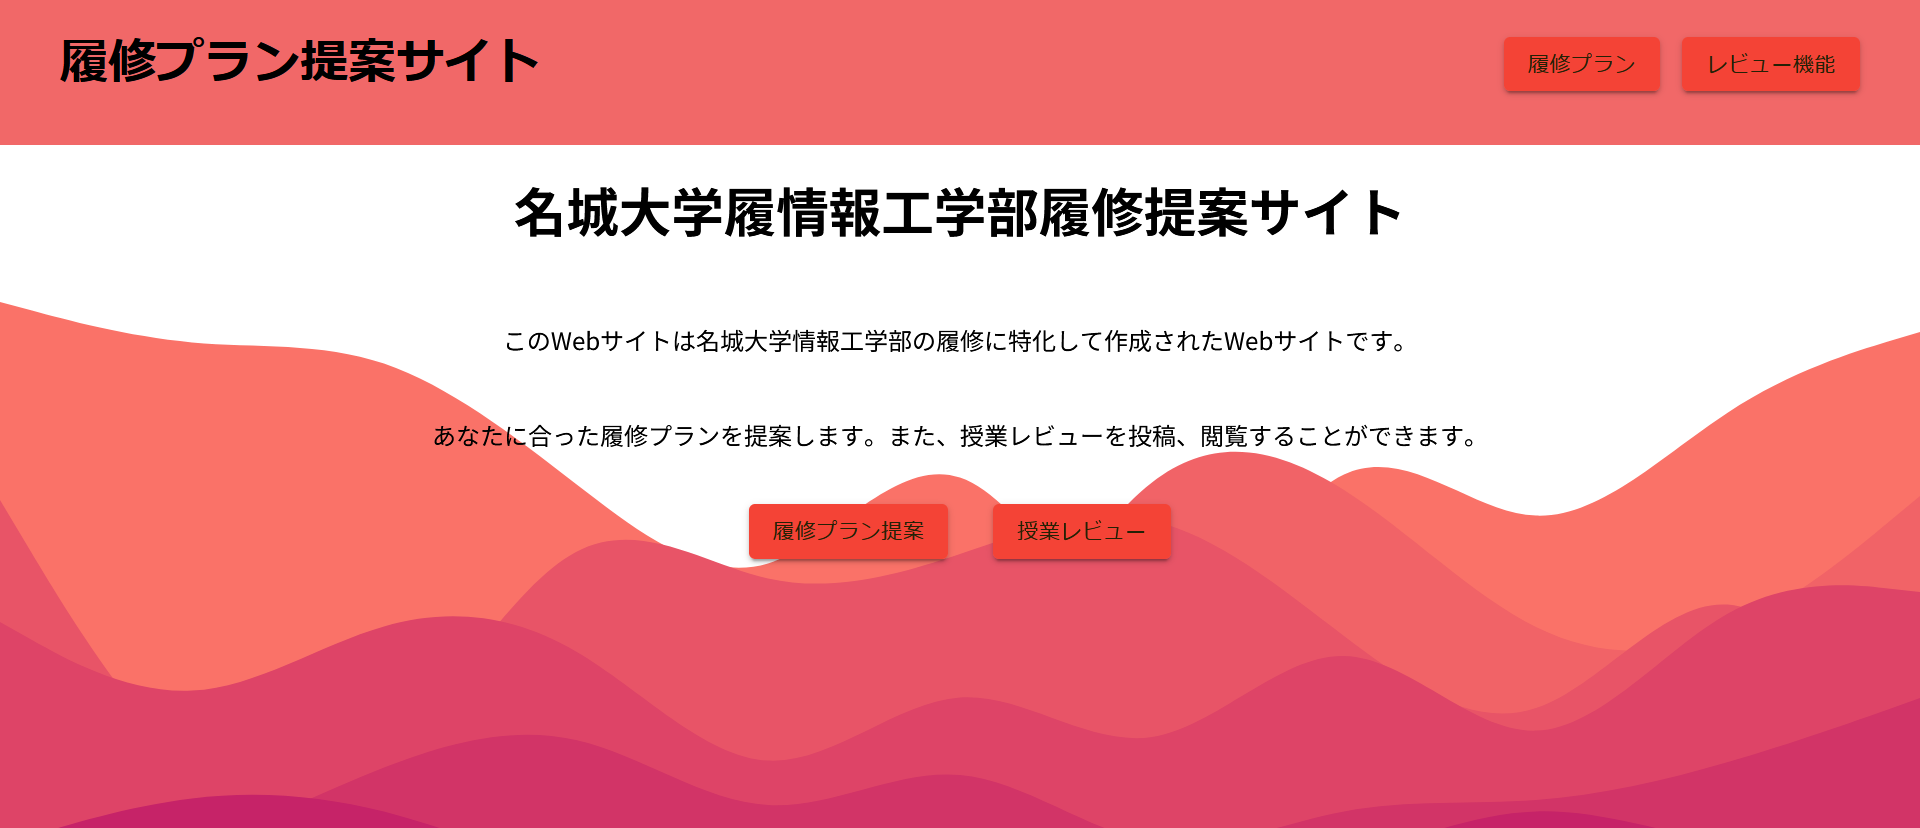 履修プラン提案サイト
履修プラン
レビュー機能
名城大学履情報工学部履修提案サイト
このWebサイトは名城大学情報工学部の履修に特化して作成されたWebサイトです。
あなたに合った履修プランを提案します。また、授業レビューを投稿、閲覧することができます。
履修プラン提案
授業レビュー